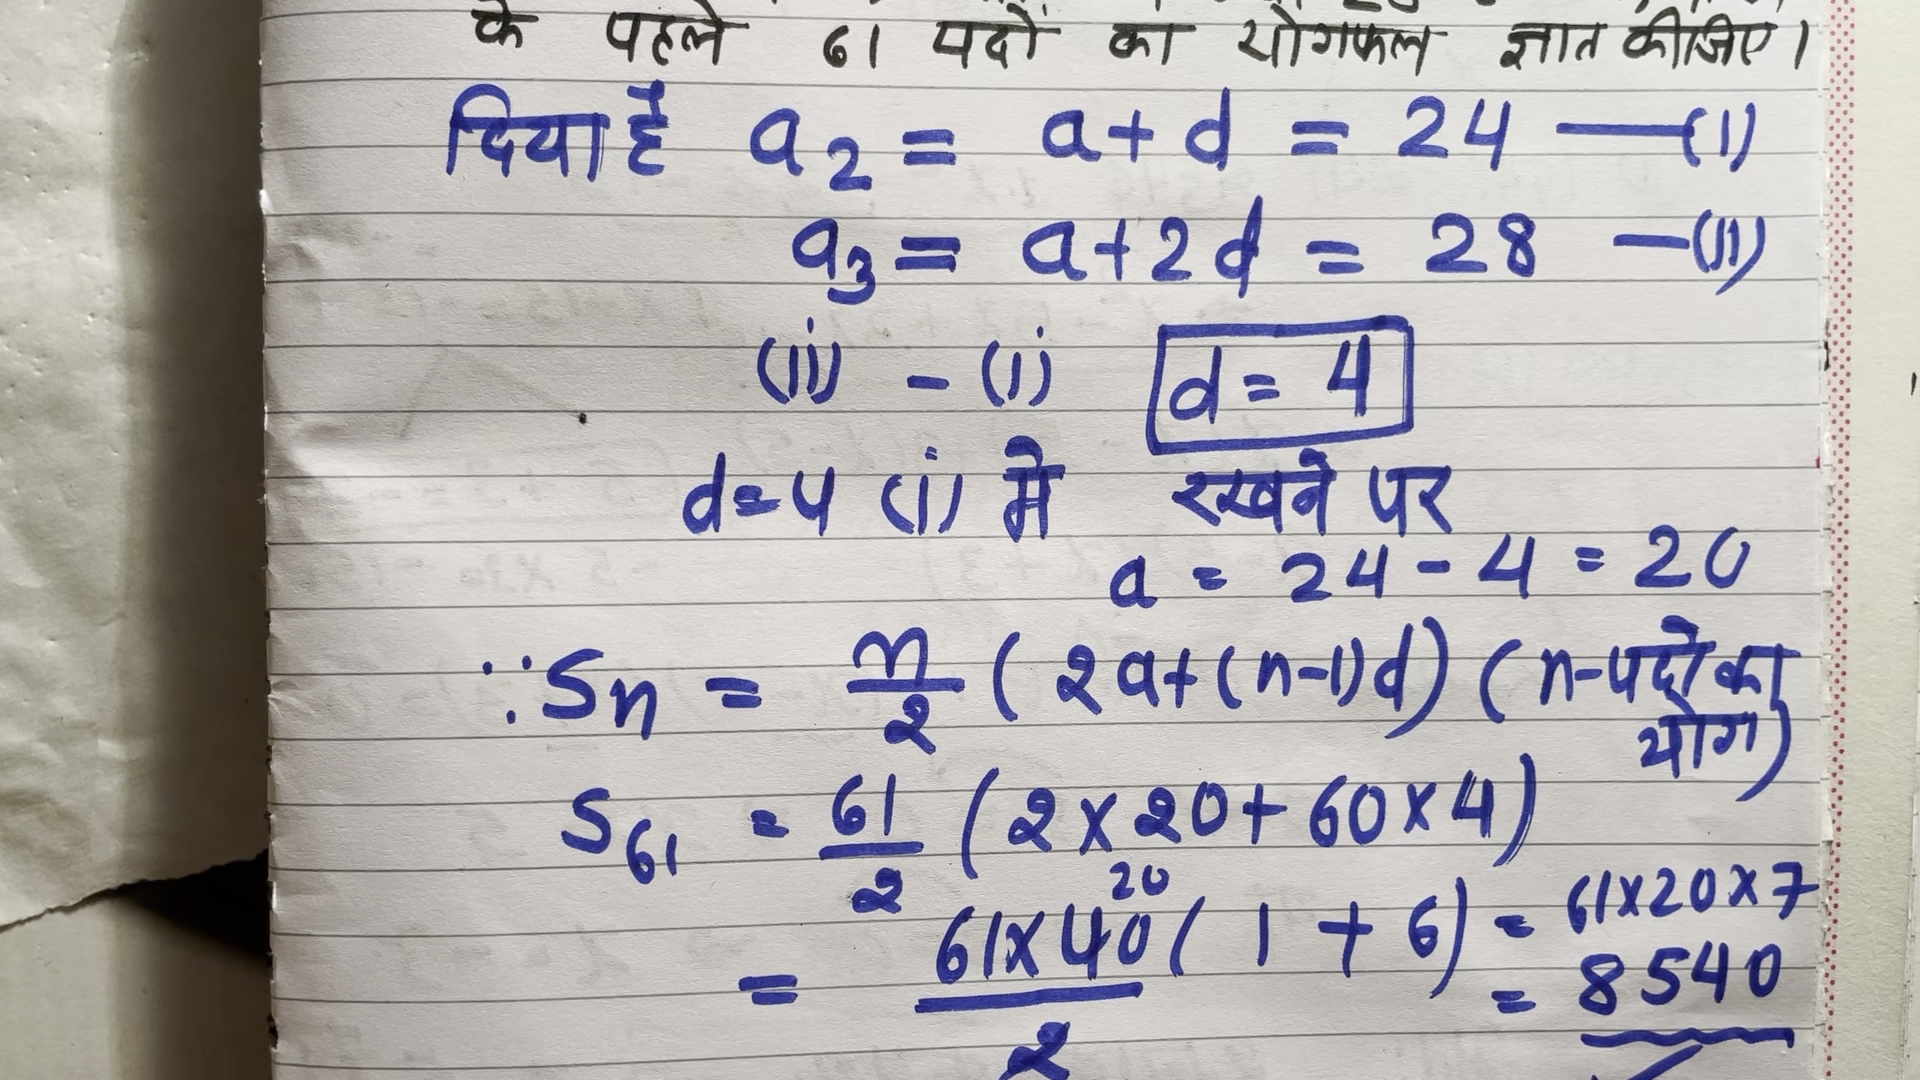 के पहले 61 पदों का योगफल ज्ञात कीजिए।
दिया है a₂ = a + d = 24 —(i)
a₃ = a + 2d = 28 —(ii)
(ii) - (i) d = 4
d = 4 (i) में रखने पर
a = 24 - 4 = 20
∵ Sn = n/2 (2a + (n-1)d) (n-पदों का योग)
S₆₁ = 61/2 (2 × 20 + 60 × 4)
= 61 × 40/2 (1 + 6) = 61 × 20 × 7
20
= 8540